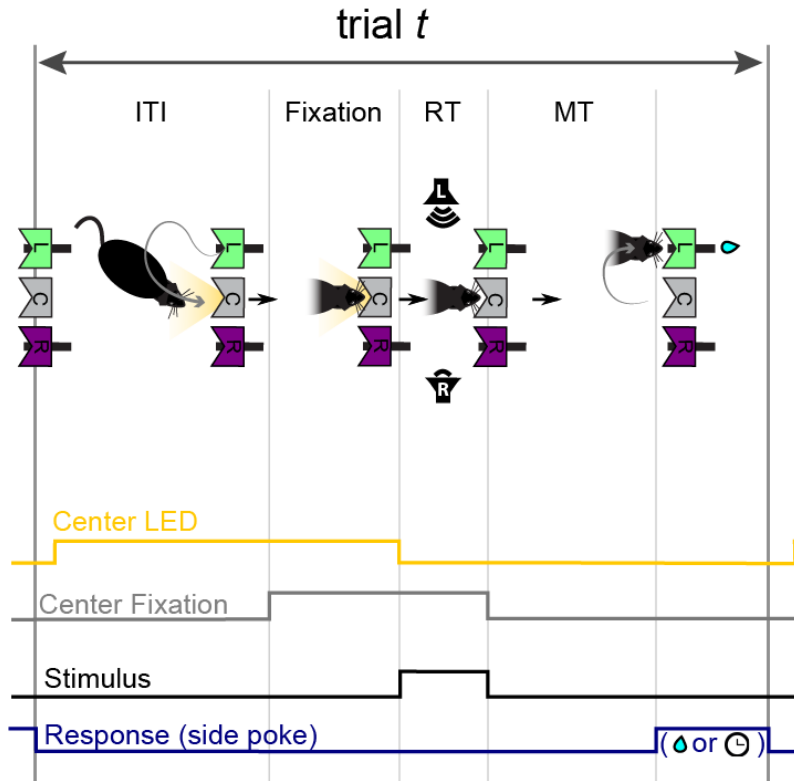 trial t
ITI Fixation RT MT
L
L L L L L
C C C C C
R R R R R
R
Center LED
Center Fixation
Stimulus
Response (side poke)
( or )